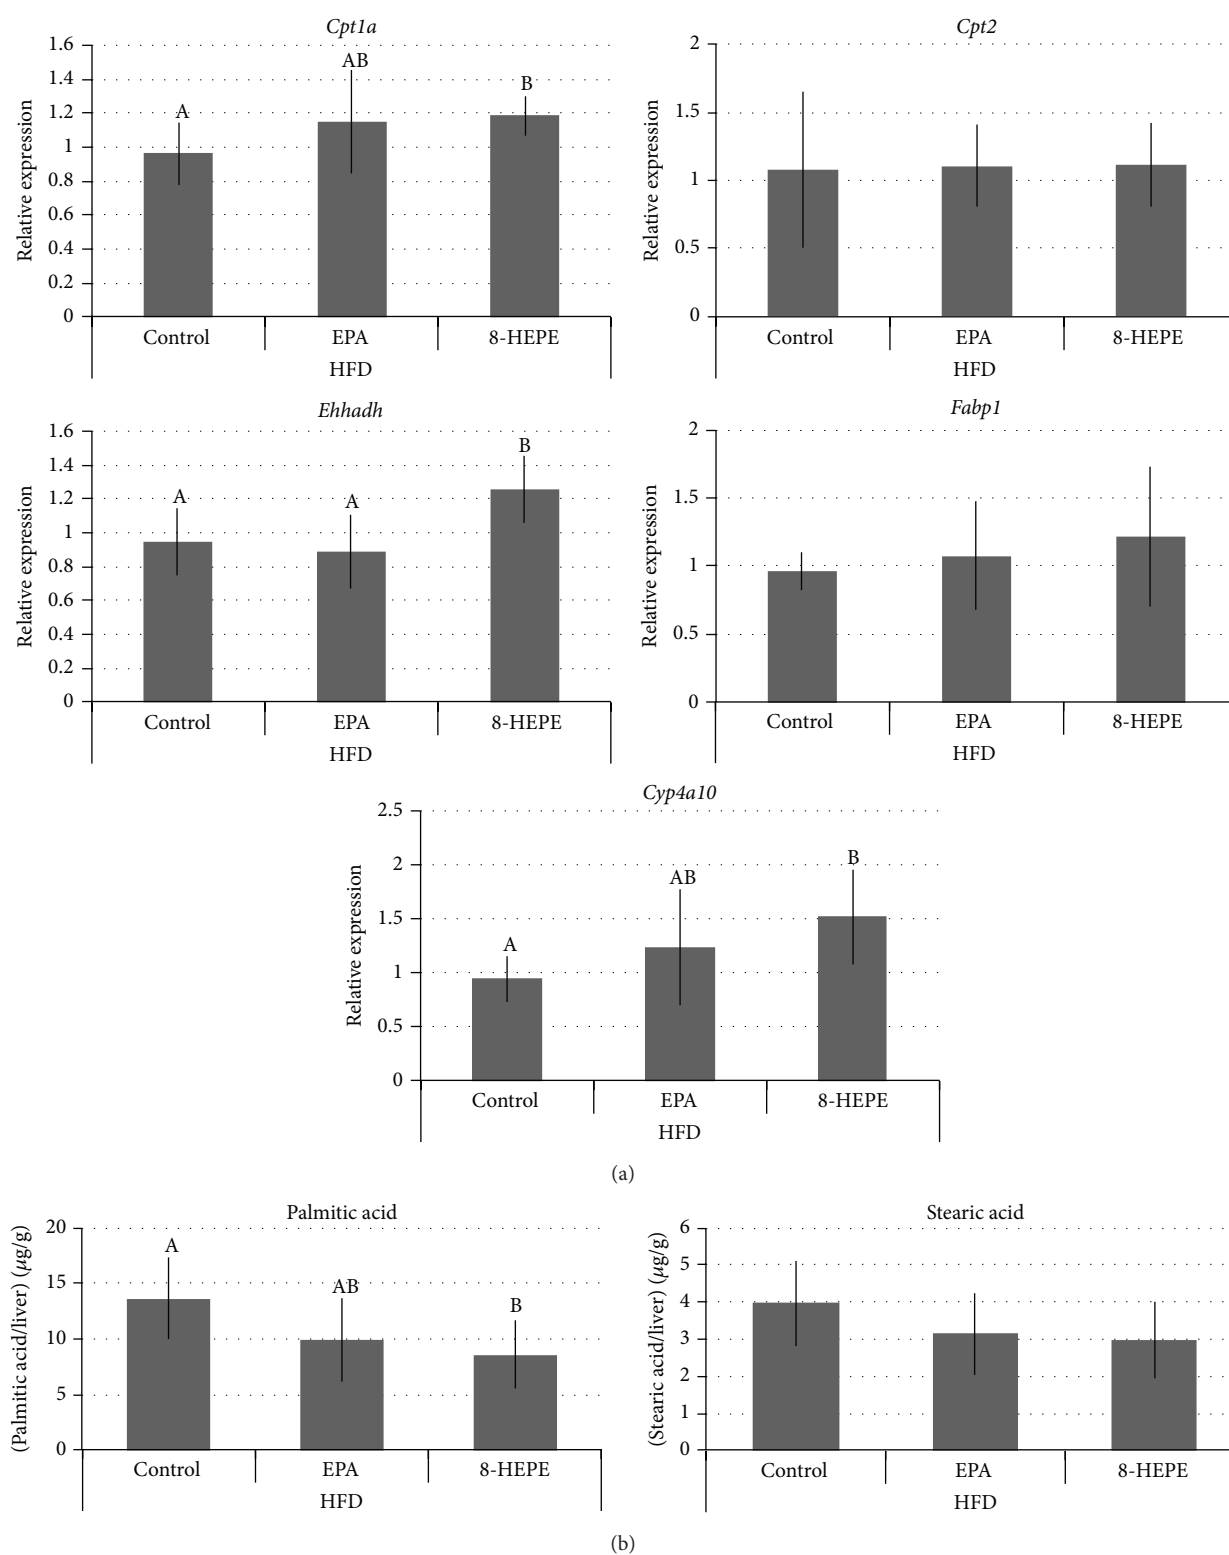 Cpt1a
Relative expression
1.6
1.4
1.2
1
0.8
0.6
0.4
0.2
0
A
AB
B
Control
EPA
8-HEPE
HFD
Cpt2
Relative expression
2
1.5
1
0.5
0
Control
EPA
8-HEPE
HFD
Ehhadh
Relative expression
1.6
1.4
1.2
1
0.8
0.6
0.4
0.2
0
A
A
B
Control
EPA
8-HEPE
HFD
Fabp1
Relative expression
2
1.5
1
0.5
0
Control
EPA
8-HEPE
HFD
Cyp4a10
Relative expression
2.5
2
1.5
1
0.5
0
A
AB
B
Control
EPA
8-HEPE
HFD
(a)
Palmitic acid
(Palmitic acid/liver) (μg/g)
20
15
10
5
0
A
AB
B
Control
EPA
8-HEPE
HFD
Stearic acid
(Stearic acid/liver) (μg/g)
6
5
4
3
2
1
0
Control
EPA
8-HEPE
HFD
(b)